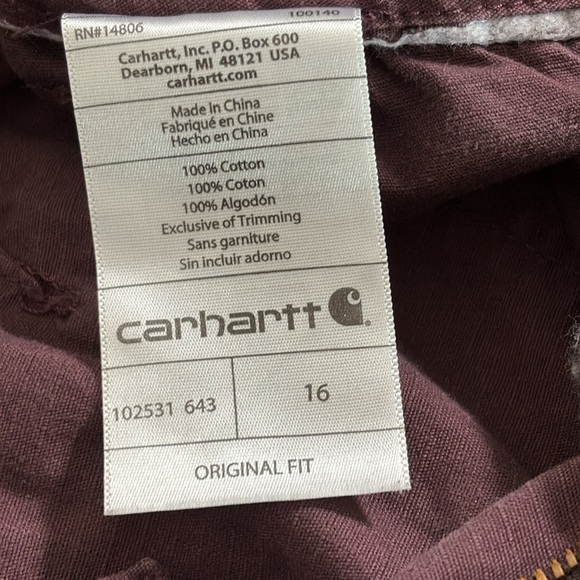 RN#14806
100140
Carhartt, Inc. P.O. Box 600
Dearborn, MI 48121 USA
carhartt.com
Made in China
Fabriqué en Chine
Hecho en China
100% Cotton
100% Coton
100% Algodón
Exclusive of Trimming
Sans garniture
Sin incluir adorno
carhartt
102531 643
16
ORIGINAL FIT